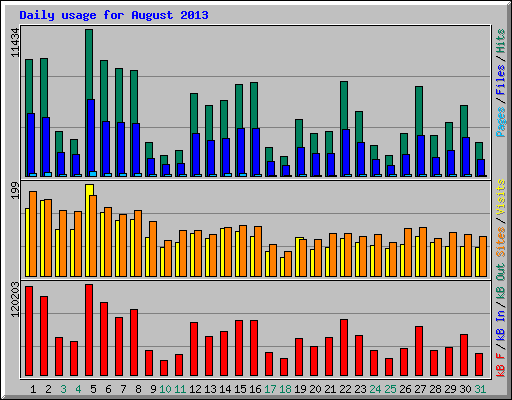 Daily usage for August 2013
11434
Pages / Files / Hits
199
Sites / Visits
120203
kB F / kB In / kB Out
1 2 3 4 5 6 7 8 9 10 11 12 13 14 15 16 17 18 19 20 21 22 23 24 25 26 27 28 29 30 31